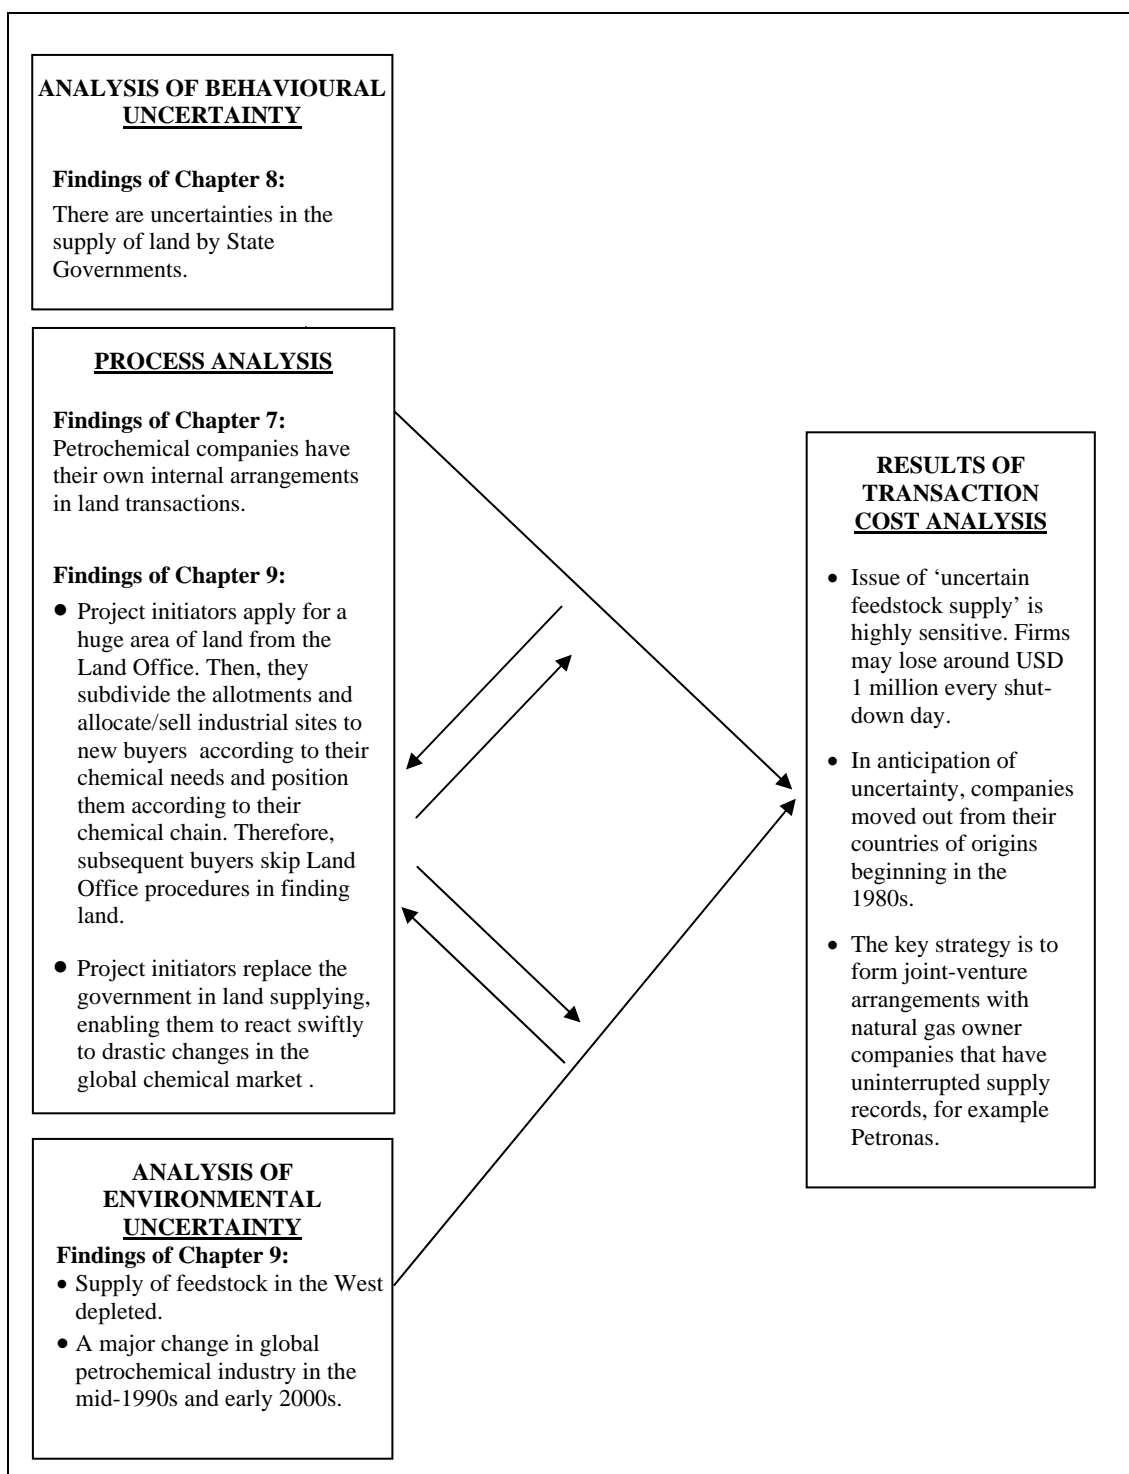 ANALYSIS OF BEHAVIOURAL
UNCERTAINTY
Findings of Chapter 8:
There are uncertainties in the
supply of land by State
Governments.
PROCESS ANALYSIS
Findings of Chapter 7:
Petrochemical companies have
their own internal arrangements
in land transactions.
Findings of Chapter 9:
• Project initiators apply for a
huge area of land from the
Land Office. Then, they
subdivide the allotments and
allocate/sell industrial sites to
new buyers according to their
chemical needs and position
them according to their
chemical chain. Therefore,
subsequent buyers skip Land
Office procedures in finding
land.
• Project initiators replace the
government in land supplying,
enabling them to react swiftly
to drastic changes in the
global chemical market .
ANALYSIS OF
ENVIRONMENTAL
UNCERTAINTY
Findings of Chapter 9:
• Supply of feedstock in the West
depleted.
• A major change in global
petrochemical industry in the
mid-1990s and early 2000s.
RESULTS OF
TRANSACTION
COST ANALYSIS
• Issue of ‘uncertain
feedstock supply’ is
highly sensitive. Firms
may lose around USD
1 million every shut-
down day.
• In anticipation of
uncertainty, companies
moved out from their
countries of origins
beginning in the
1980s.
• The key strategy is to
form joint-venture
arrangements with
natural gas owner
companies that have
uninterrupted supply
records, for example
Petronas.